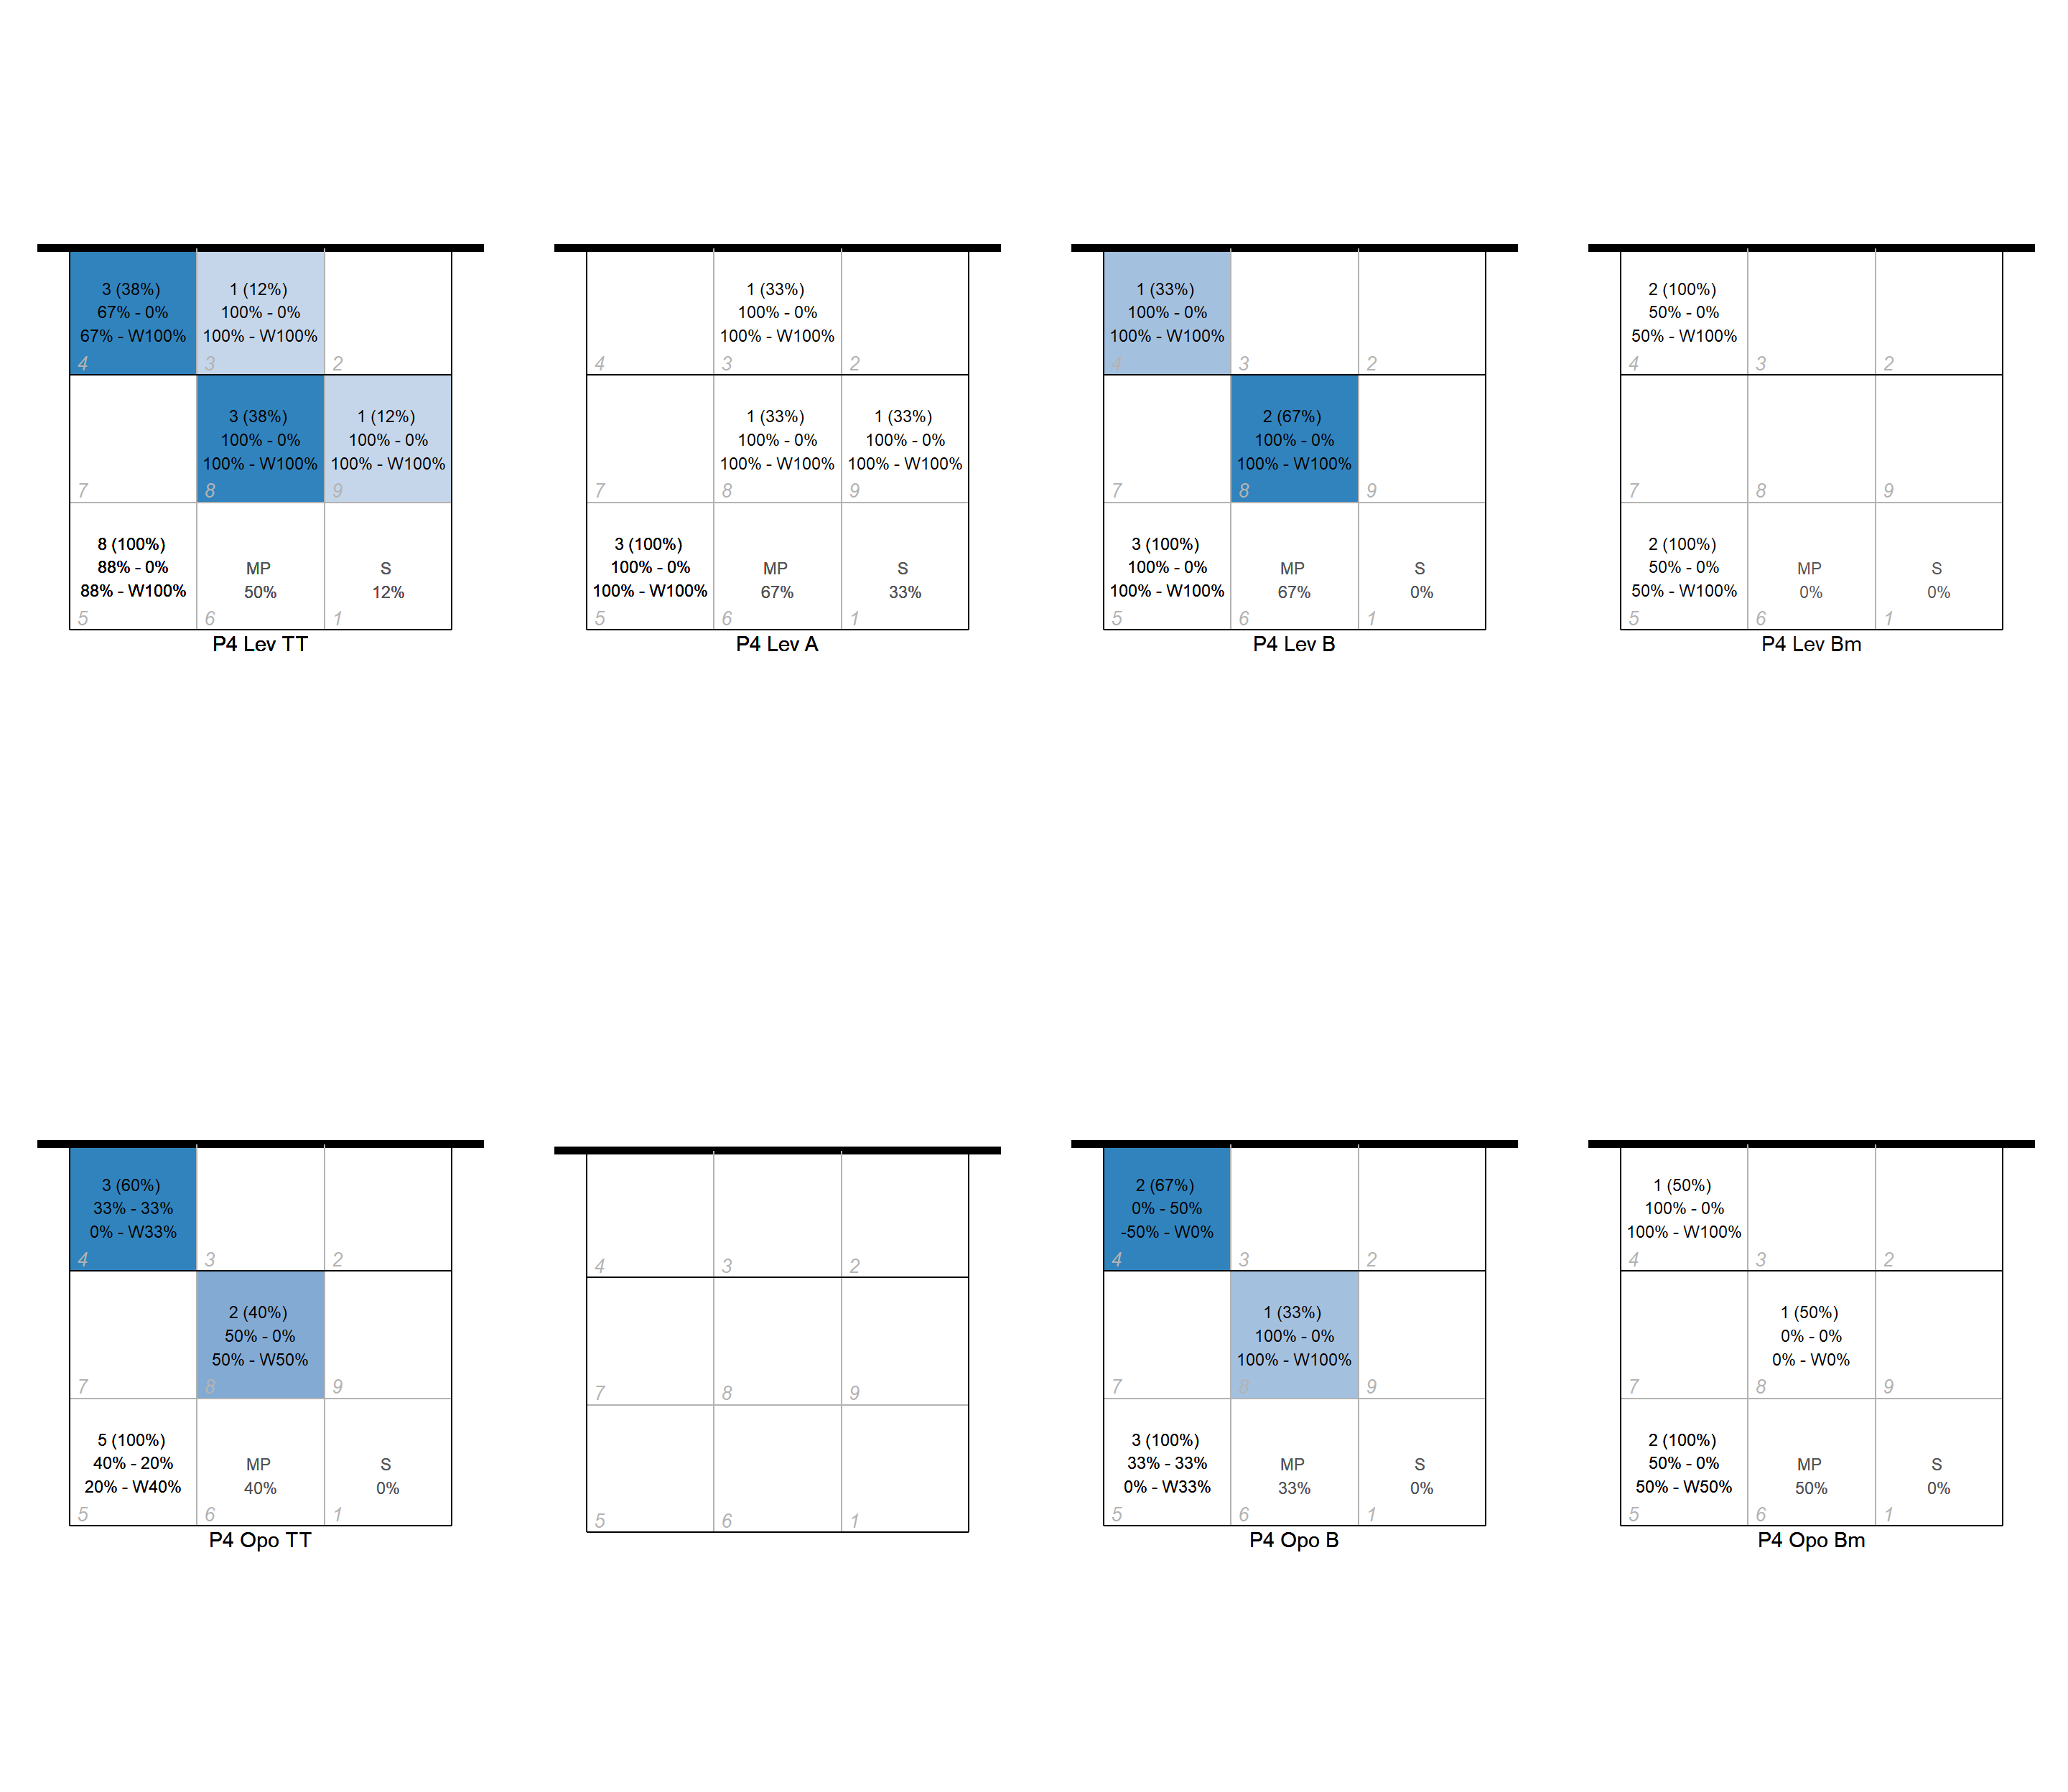 3 (38%)
67% - 0%
67% - W100%
4
1 (12%)
100% - 0%
100% - W100%
3
2
7
3 (38%)
100% - 0%
100% - W100%
8
1 (12%)
100% - 0%
100% - W100%
9
8 (100%)
88% - 0%
88% - W100%
5
MP
50%
6
S
12%
1
P4 Lev TT
4
1 (33%)
100% - 0%
100% - W100%
3
2
7
1 (33%)
100% - 0%
100% - W100%
8
1 (33%)
100% - 0%
100% - W100%
9
3 (100%)
100% - 0%
100% - W100%
5
MP
67%
6
S
33%
1
P4 Lev A
1 (33%)
100% - 0%
100% - W100%
4
3
2
7
2 (67%)
100% - 0%
100% - W100%
8
9
3 (100%)
100% - 0%
100% - W100%
5
MP
67%
6
S
0%
1
P4 Lev B
2 (100%)
50% - 0%
50% - W100%
4
3
2
7
8
9
2 (100%)
50% - 0%
50% - W100%
5
MP
0%
6
S
0%
1
P4 Lev Bm
3 (60%)
33% - 33%
0% - W33%
4
3
2
7
2 (40%)
50% - 0%
50% - W50%
8
9
5 (100%)
40% - 20%
20% - W40%
5
MP
40%
6
S
0%
1
P4 Opo TT
4
3
2
7
8
9
5
6
1
2 (67%)
0% - 50%
-50% - W0%
4
3
2
7
1 (33%)
100% - 0%
100% - W100%
8
9
3 (100%)
33% - 33%
0% - W33%
5
MP
33%
6
S
0%
1
P4 Opo B
1 (50%)
100% - 0%
100% - W100%
4
3
2
7
1 (50%)
0% - 0%
0% - W0%
8
9
2 (100%)
50% - 0%
50% - W50%
5
MP
50%
6
S
0%
1
P4 Opo Bm